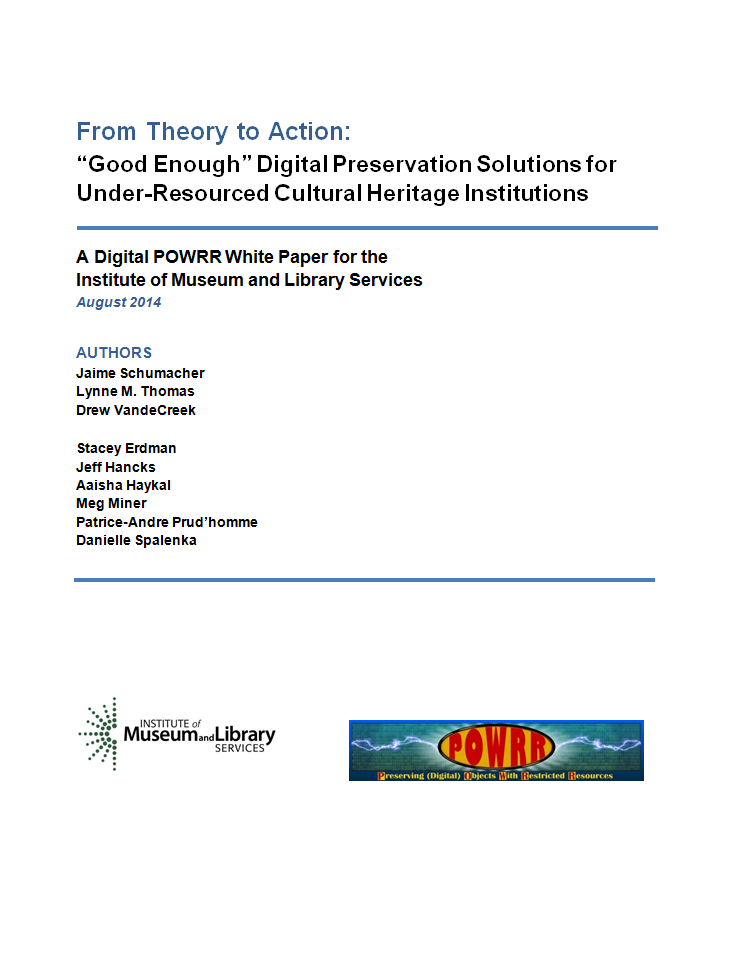 From Theory to Action:
“Good Enough” Digital Preservation Solutions for
Under-Resourced Cultural Heritage Institutions
A Digital POWRR White Paper for the
Institute of Museum and Library Services
August 2014
AUTHORS
Jaime Schumacher
Lynne M. Thomas
Drew VandeCreek
Stacey Erdman
Jeff Hancks
Aaisha Haykal
Meg Miner
Patrice-Andre Prud’homme
Danielle Spalenka
INSTITUTE of
Museum and Library
SERVICES
POWRR
Preserving (Digital) Objects With Restricted Resources